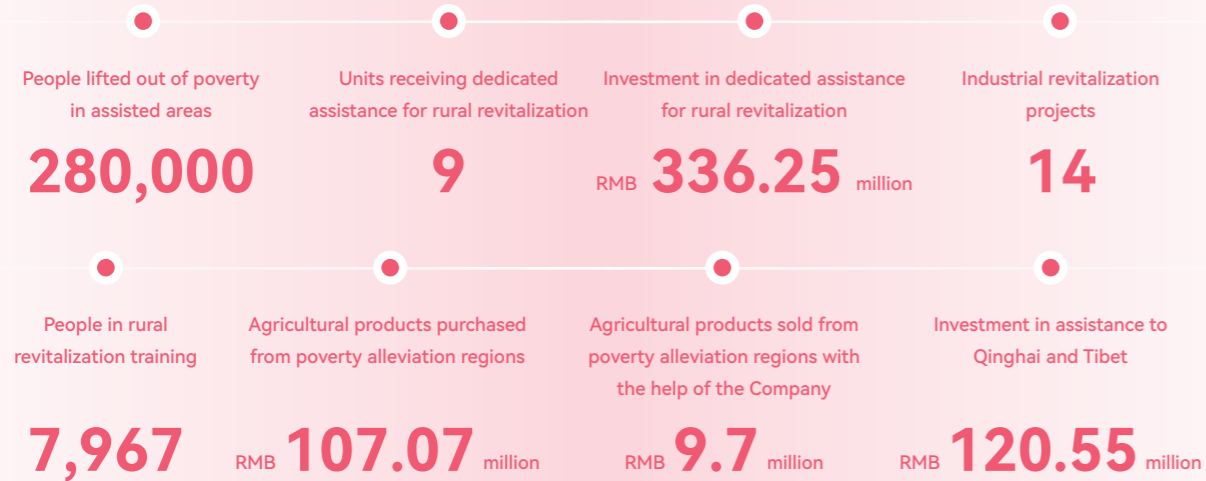 People lifted out of poverty
in assisted areas
280,000
Units receiving dedicated
assistance for rural revitalization
9
Investment in dedicated assistance
for rural revitalization
RMB 336.25 million
Industrial revitalization
projects
14
People in rural
revitalization training
7,967
Agricultural products purchased
from poverty alleviation regions
RMB 107.07 million
Agricultural products sold from
poverty alleviation regions with
the help of the Company
RMB 9.7 million
Investment in assistance to
Qinghai and Tibet
RMB 120.55 million